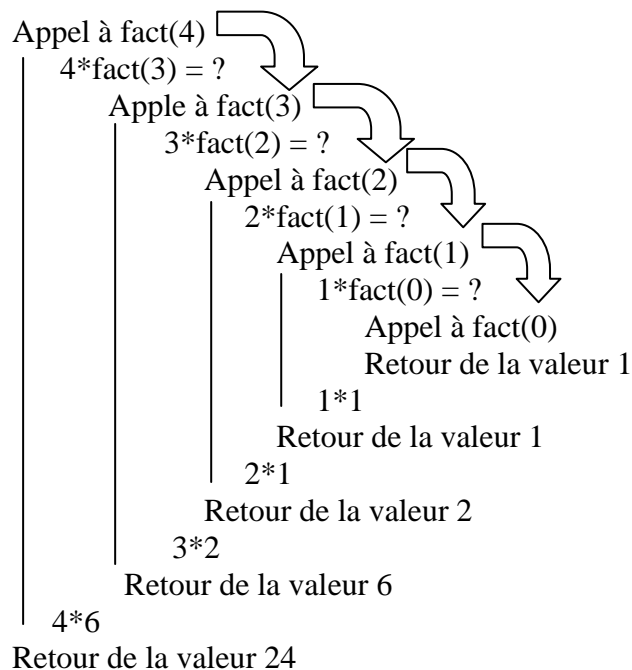 Appel à fact(4)
4*fact(3) = ?
Apple à fact(3)
3*fact(2) = ?
Appel à fact(2)
2*fact(1) = ?
Appel à fact(1)
1*fact(0) = ?
Appel à fact(0)
Retour de la valeur 1
1*1
Retour de la valeur 1
2*1
Retour de la valeur 2
3*2
Retour de la valeur 6
4*6
Retour de la valeur 24